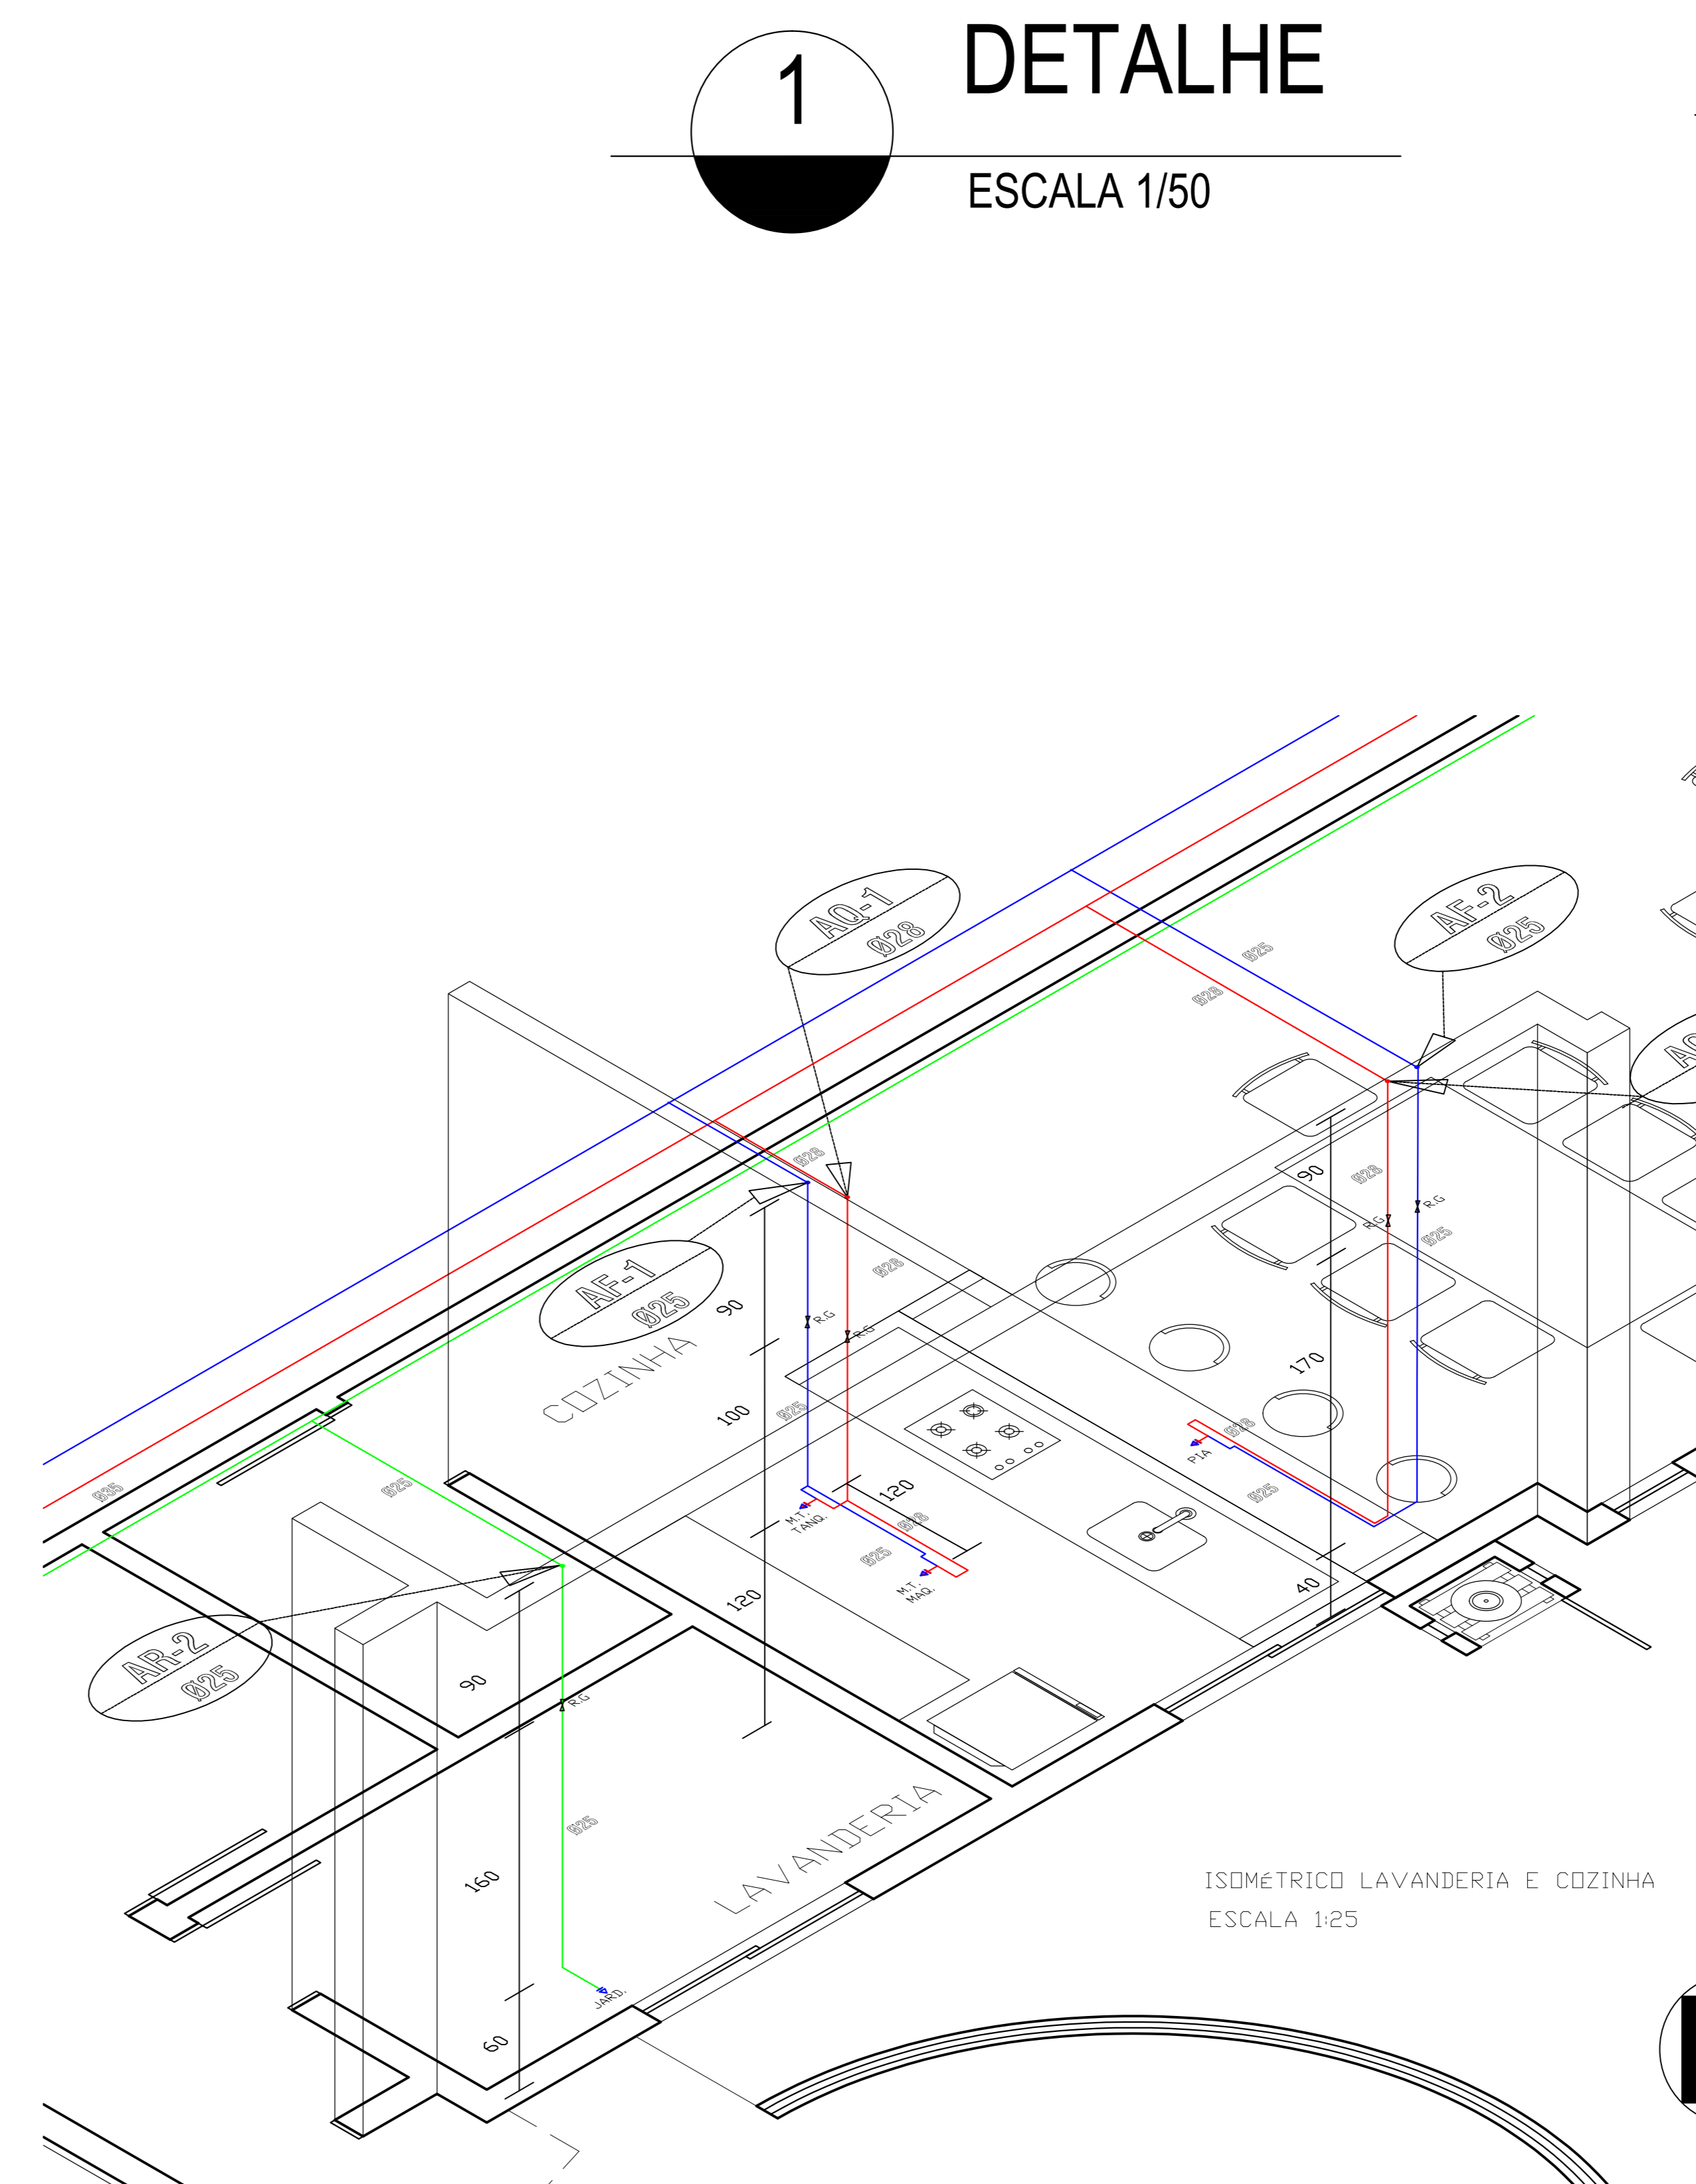 1
DETALHE
ESCALA 1/50
AQ-1
Ø28
AF-2
Ø25
Ø25
Ø28
Ø28
90
Ø28
R.G
R.G
Ø25
AF-1
Ø25
Ø28
90
R.G
R.G
COZINHA
170
100
Ø25
Ø28
PIA
Ø35
Ø25
120
Ø25
M.T.
TANQ.
Ø28
Ø25
M.T.
MAQ.
120
40
AR-2
Ø25
90
R.G
Ø25
LAVANDERIA
160
ISOMéTRICO LAVANDERIA E COZINHA
ESCALA 1:25
JARD.
60